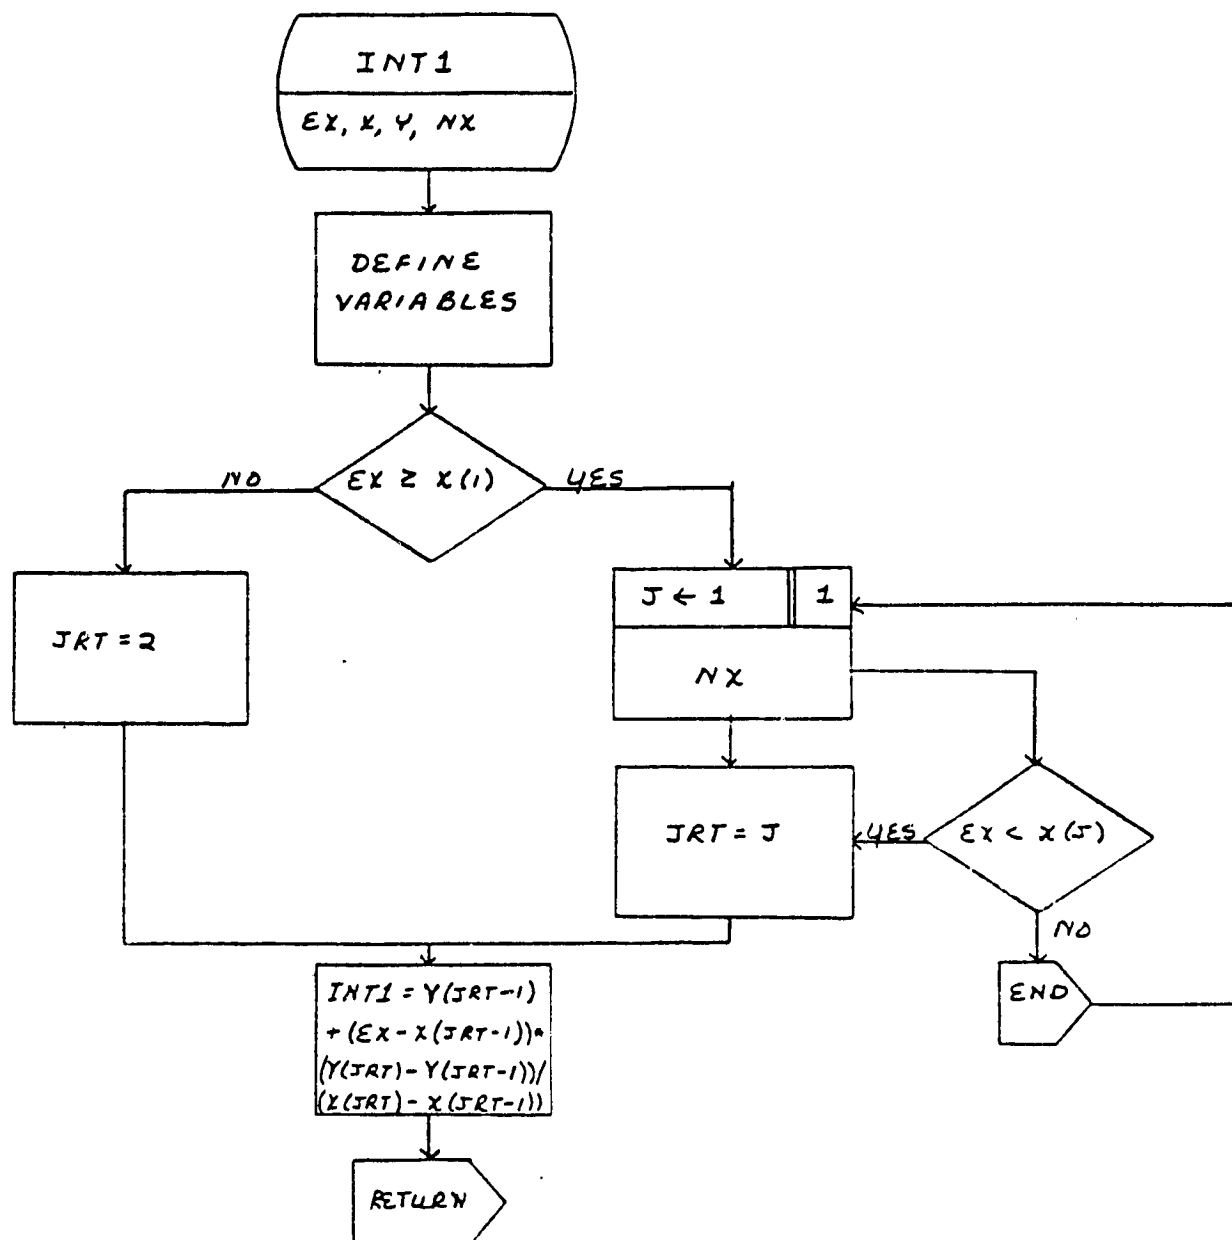 INT1
EX, X, Y, NX
DEFINE
VARIABLES
EX ≥ X(1)
NO
YES
JRT = 2
J ← 1
1
NX
JRT = J
YES
EX < X(J)
NO
END
INT1 = Y(JRT-1)
+ (EX - X(JRT-1))*
(Y(JRT) - Y(JRT-1))/
(X(JRT) - X(JRT-1))
RETURN